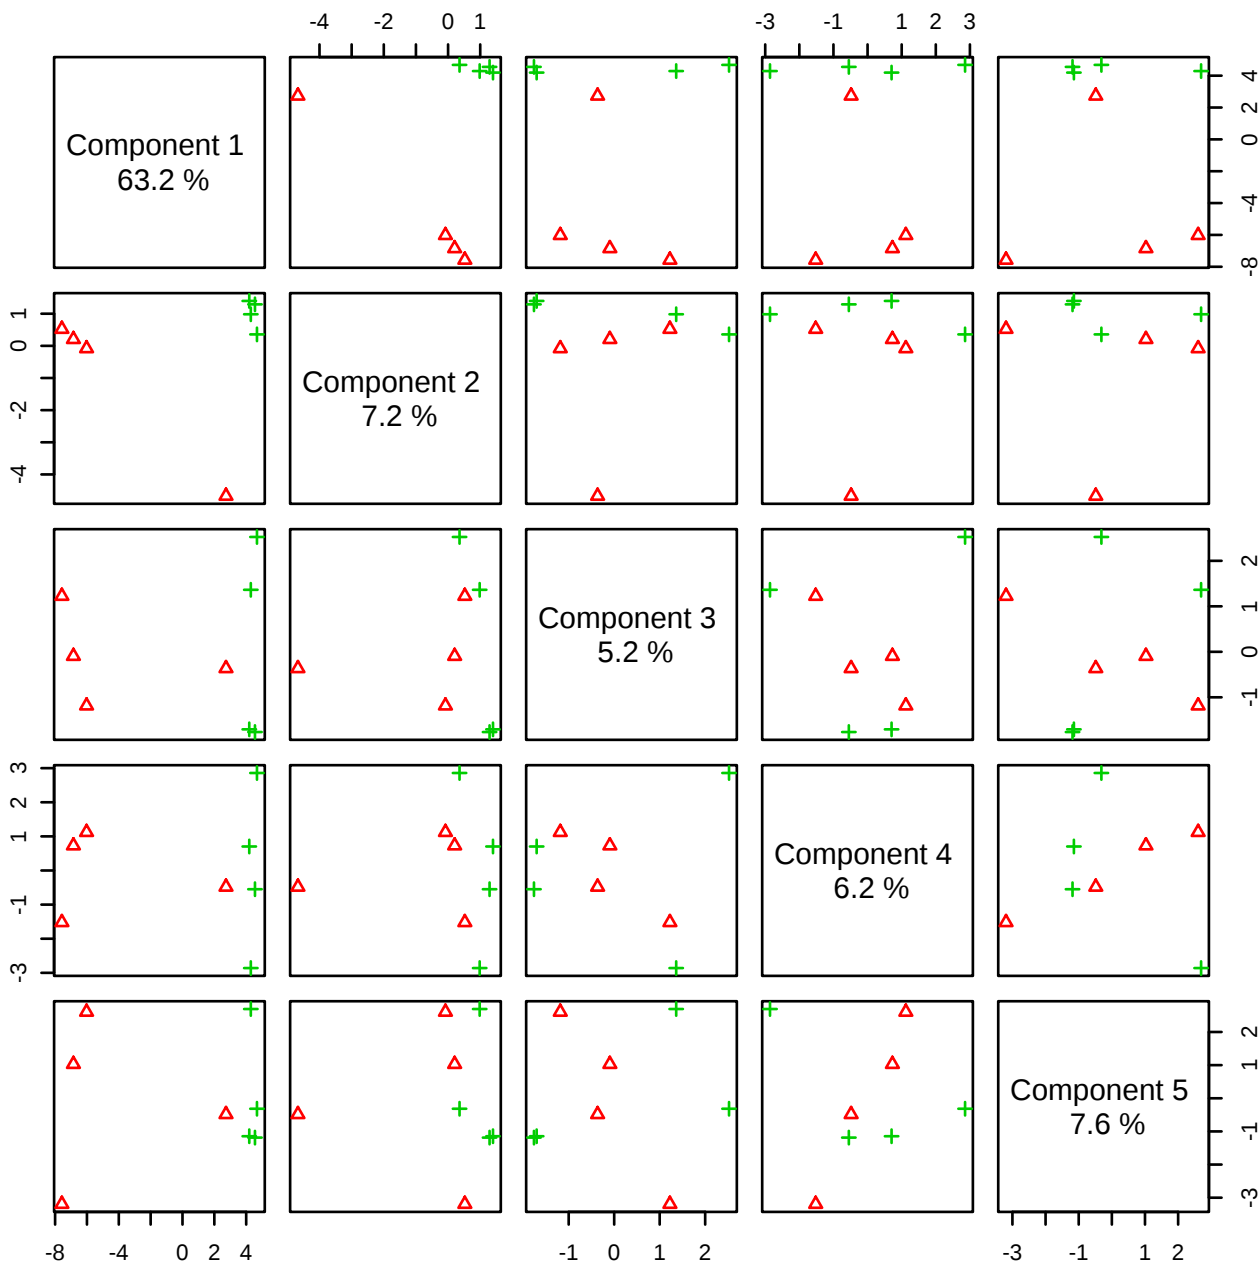 -4 -2 0 1
-3 -1 1 2 3
Component 1
63.2 %
4
2
0
-4
-8
1
0
-2
-4
Component 2
7.2 %
Component 3
5.2 %
2
1
0
-1
3
2
1
-1
-3
Component 4
6.2 %
Component 5
7.6 %
2
1
-1
-3
-8 -4 0 2 4
-1 0 1 2
-3 -1 1 2